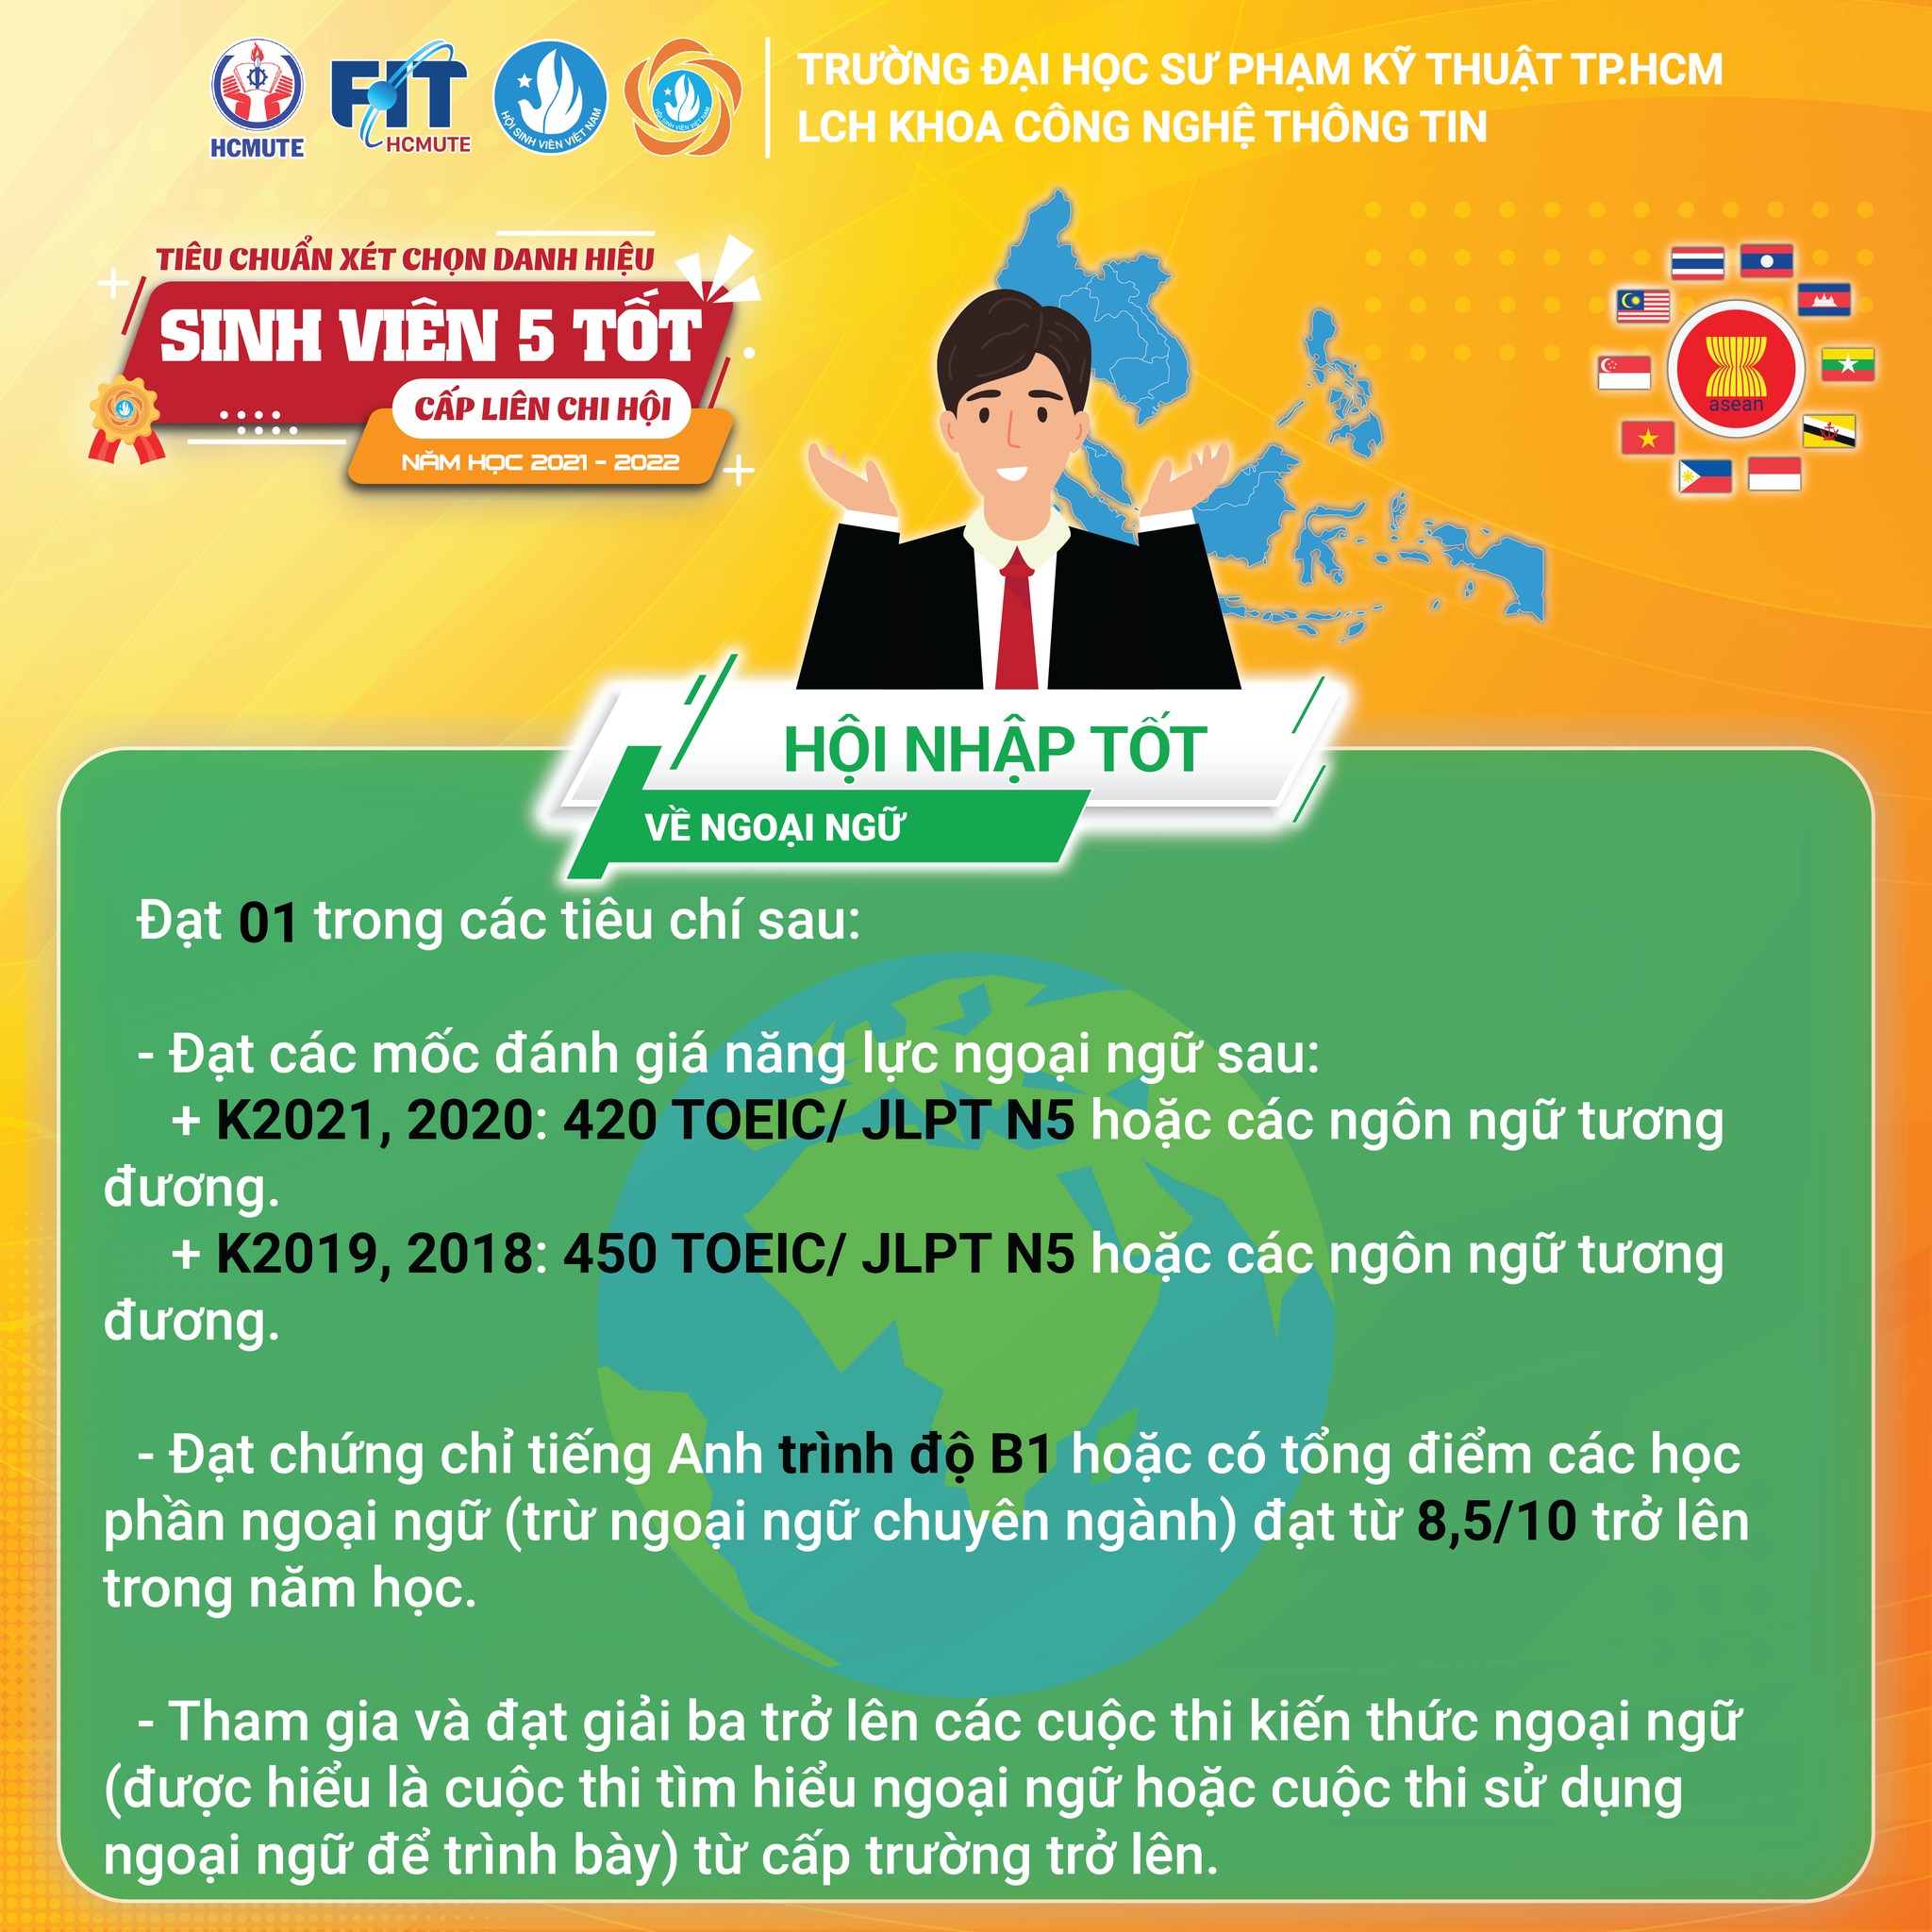 HCMUTE
FIT
HCMUTE
HỘI SINH VIÊN VIỆT NAM
HỘI SINH VIÊN VIỆT NAM
TRƯỜNG ĐẠI HỌC SƯ PHẠM KỸ THUẬT TP.HCM
LCH KHOA CÔNG NGHỆ THÔNG TIN
TIÊU CHUẨN XÉT CHỌN DANH HIỆU
SINH VIÊN 5 TỐT
CẤP LIÊN CHI HỘI
NĂM HỌC 2021 - 2022
asean
HỘI NHẬP TỐT
VỀ NGOẠI NGỮ
Đạt 01 trong các tiêu chí sau:
- Đạt các mốc đánh giá năng lực ngoại ngữ sau:
+ K2021, 2020: 420 TOEIC/ JLPT N5 hoặc các ngôn ngữ tương
đương.
+ K2019, 2018: 450 TOEIC/ JLPT N5 hoặc các ngôn ngữ tương
đương.
- Đạt chứng chỉ tiếng Anh trình độ B1 hoặc có tổng điểm các học
phần ngoại ngữ (trừ ngoại ngữ chuyên ngành) đạt từ 8,5/10 trở lên
trong năm học.
- Tham gia và đạt giải ba trở lên các cuộc thi kiến thức ngoại ngữ
(được hiểu là cuộc thi tìm hiểu ngoại ngữ hoặc cuộc thi sử dụng
ngoại ngữ để trình bày) từ cấp trường trở lên.